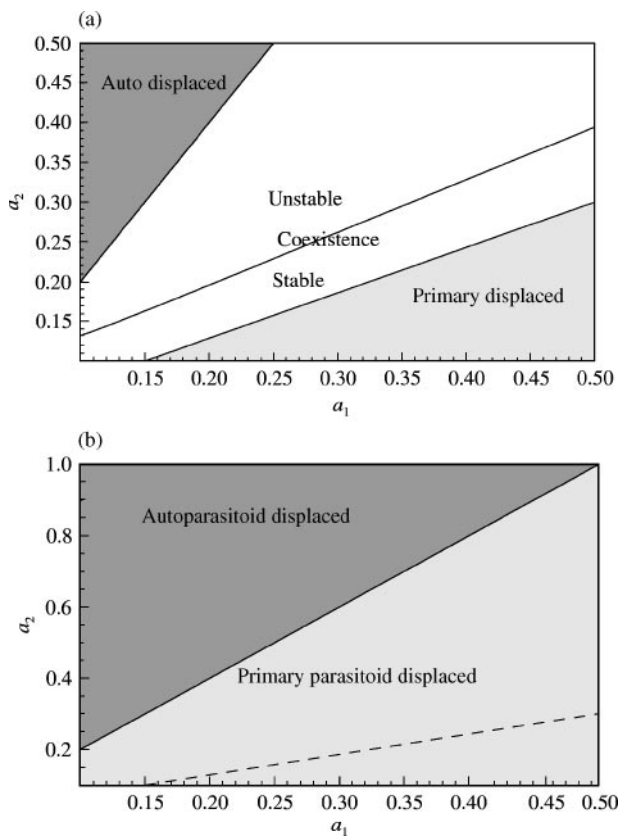 (a)
0.50
Auto displaced
0.45
0.40
0.35
a2
0.30
Unstable
0.25
Coexistence
0.20
Stable
Primary displaced
0.15
0.15 0.20 0.25 0.30 0.35 0.40 0.45 0.50
a1
(b)
1.0
Autoparasitoid displaced
0.8
a2
0.6
0.4
Primary parasitoid displaced
0.2
0.15 0.20 0.25 0.30 0.35 0.40 0.45 0.50
a1